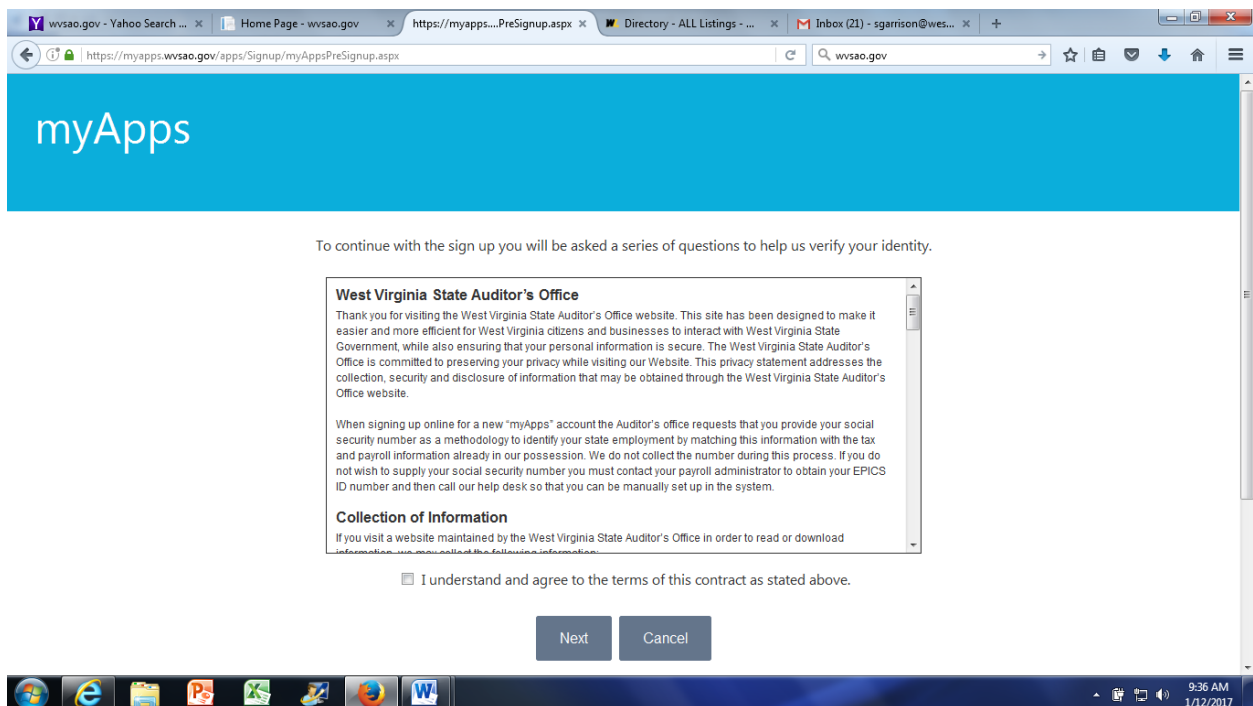 wvsao.gov - Yahoo Search ...
Home Page - wvsao.gov
https://myapps....PreSignup.aspx
Directory - ALL Listings - ...
Inbox (21) - sgarrison@wes...
https://myapps.wvsao.gov/apps/Signup/myAppsPreSignup.aspx
wvsao.gov
myApps
To continue with the sign up you will be asked a series of questions to help us verify your identity.
West Virginia State Auditor's Office
Thank you for visiting the West Virginia State Auditor's Office website. This site has been designed to make it
easier and more efficient for West Virginia citizens and businesses to interact with West Virginia State
Government, while also ensuring that your personal information is secure. The West Virginia State Auditor's
Office is committed to preserving your privacy while visiting our Website. This privacy statement addresses the
collection, security and disclosure of information that may be obtained through the West Virginia State Auditor's
Office website.
When signing up online for a new "myApps" account the Auditor's office requests that you provide your social
security number as a methodology to identify your state employment by matching this information with the tax
and payroll information already in our possession. We do not collect the number during this process. If you do
not wish to supply your social security number you must contact your payroll administrator to obtain your EPICS
ID number and then call our help desk so that you can be manually set up in the system.
Collection of Information
If you visit a website maintained by the West Virginia State Auditor's Office in order to read or download
information, we may collect the following information:
I understand and agree to the terms of this contract as stated above.
Next
Cancel
9:36 AM
1/12/2017